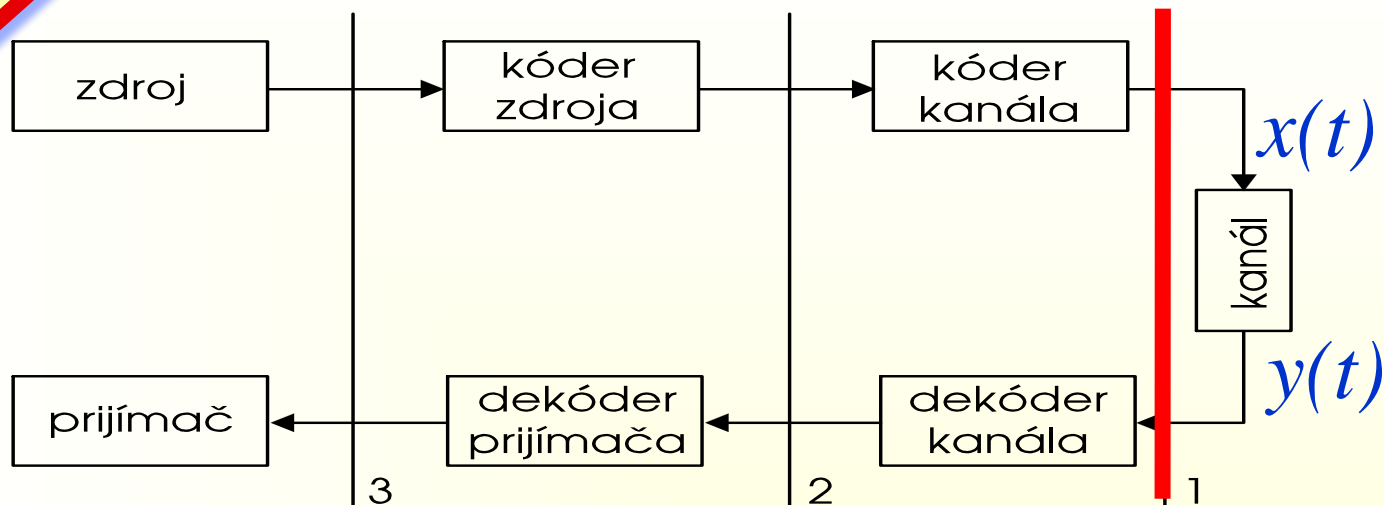 zdroj
kóder
zdroja
kóder
kanála
x(t)
kanál
y(t)
prijímač
dekóder
prijímača
dekóder
kanála
3
2
1